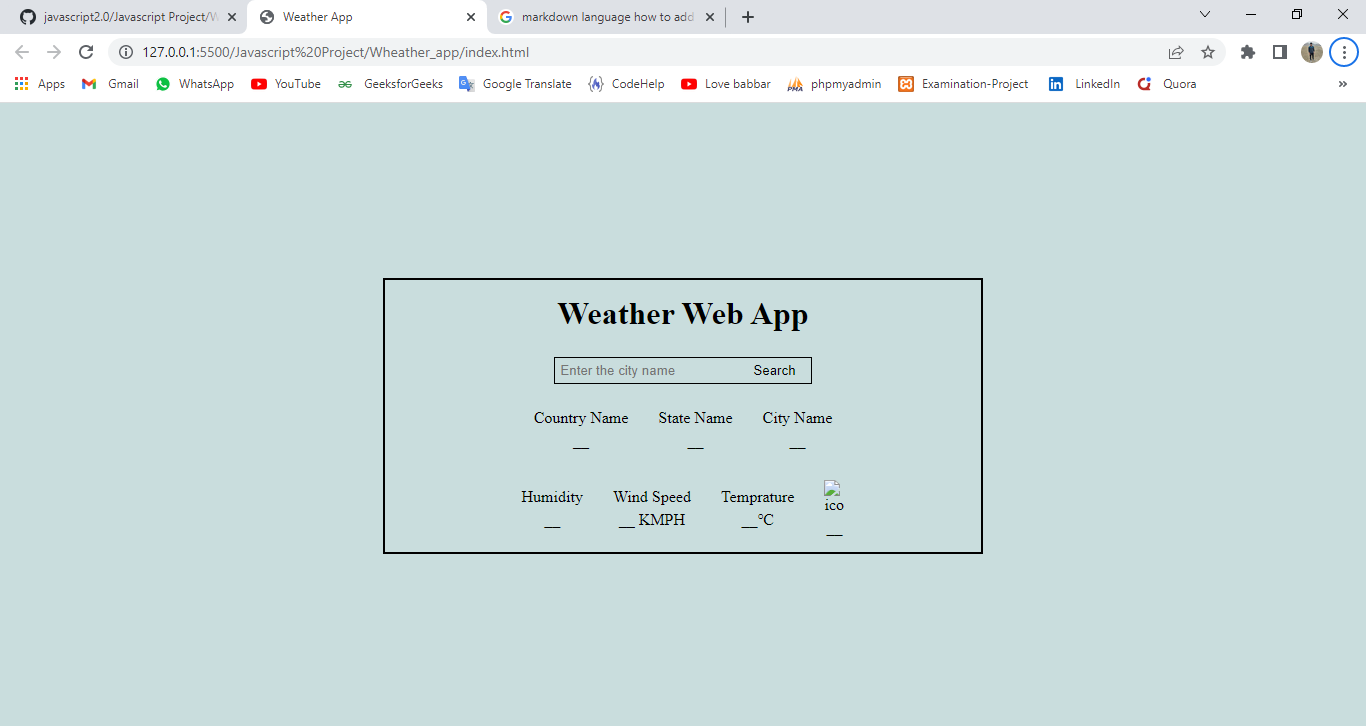 javascript2.0/Javascript Project/W Weather App markdown language how to add
127.0.0.1:5500/Javascript%20Project/Wheather_app/index.html
Apps Gmail WhatsApp YouTube GeeksforGeeks Google Translate CodeHelp Love babbar phpmyadmin Examination-Project LinkedIn Quora »
Weather Web App
Enter the city name Search
Country Name State Name City Name
__ __ __
Humidity Wind Speed Temprature ico
__ __ KMPH __°C
__